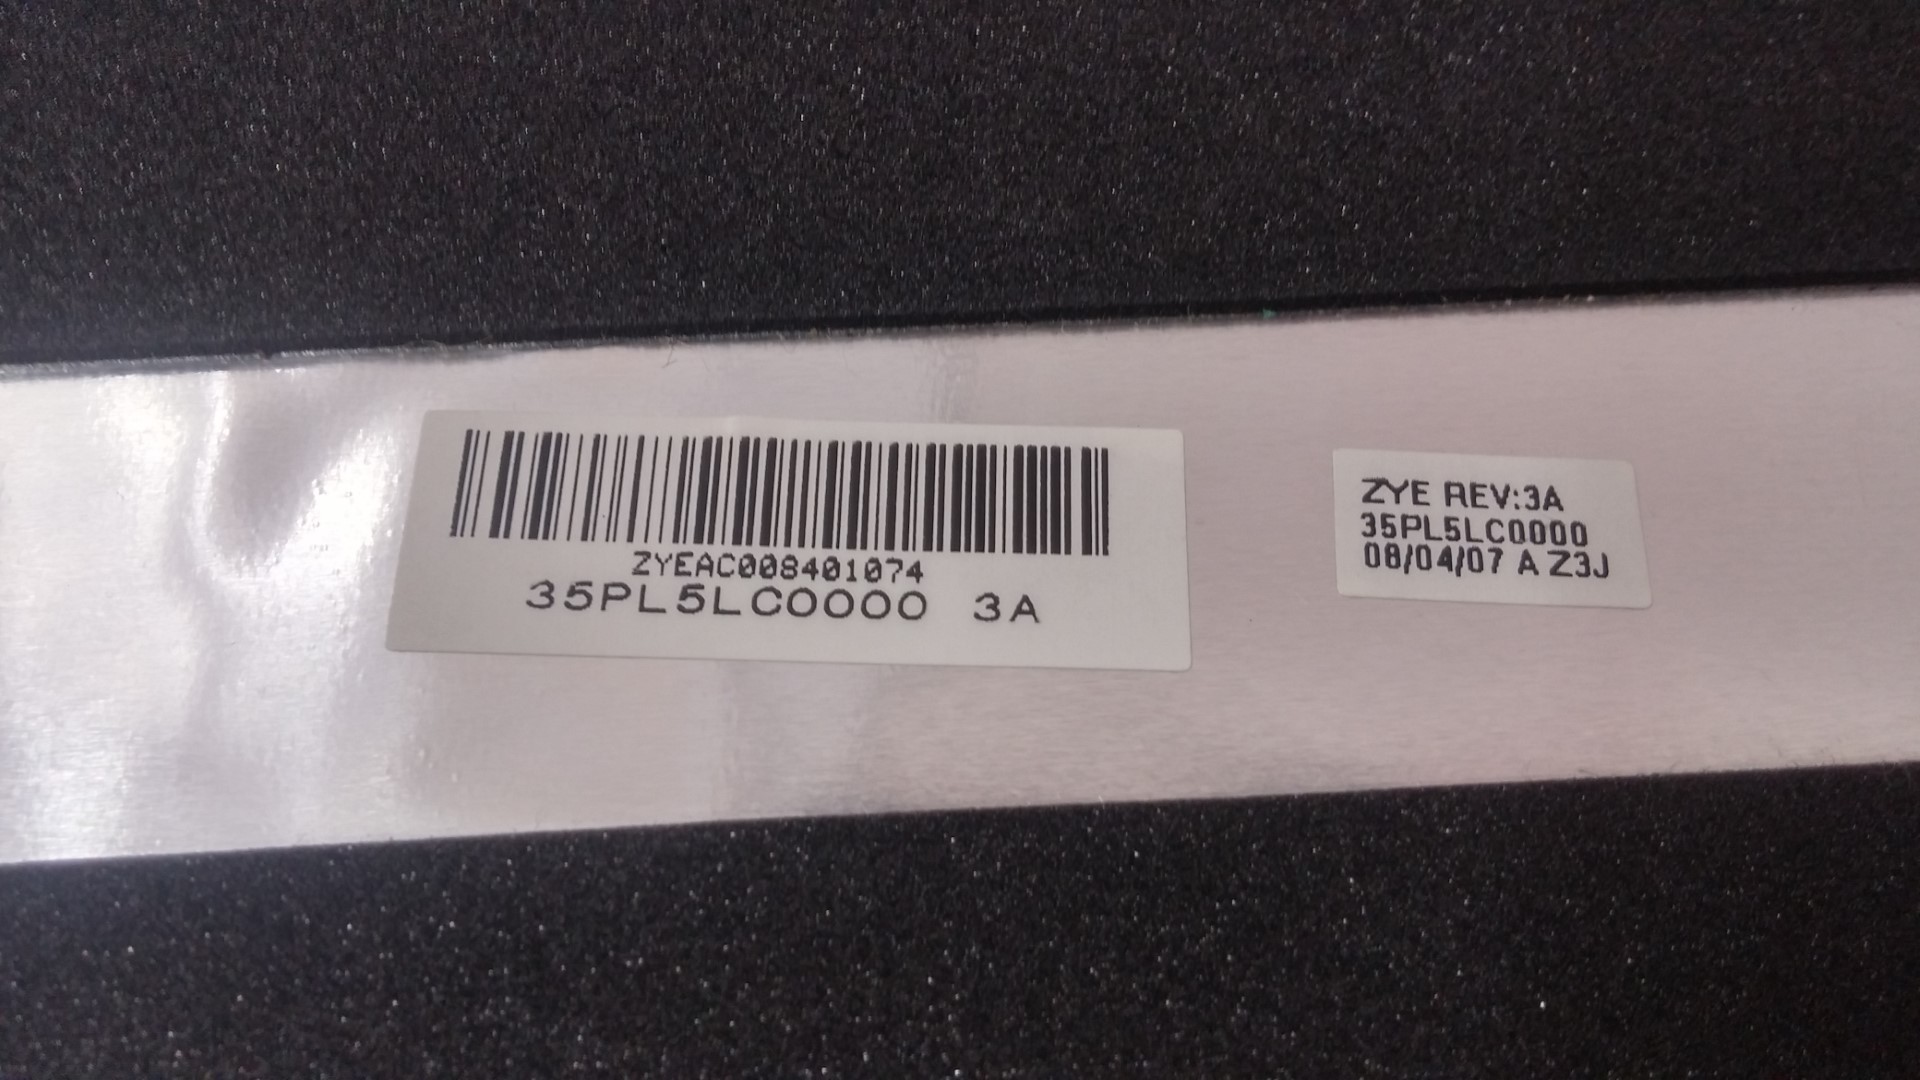 ZYEAC008401074
35PL5LC0000 3A
ZYE REV:3A
35PL5LC0000
08/04/07 A Z3J